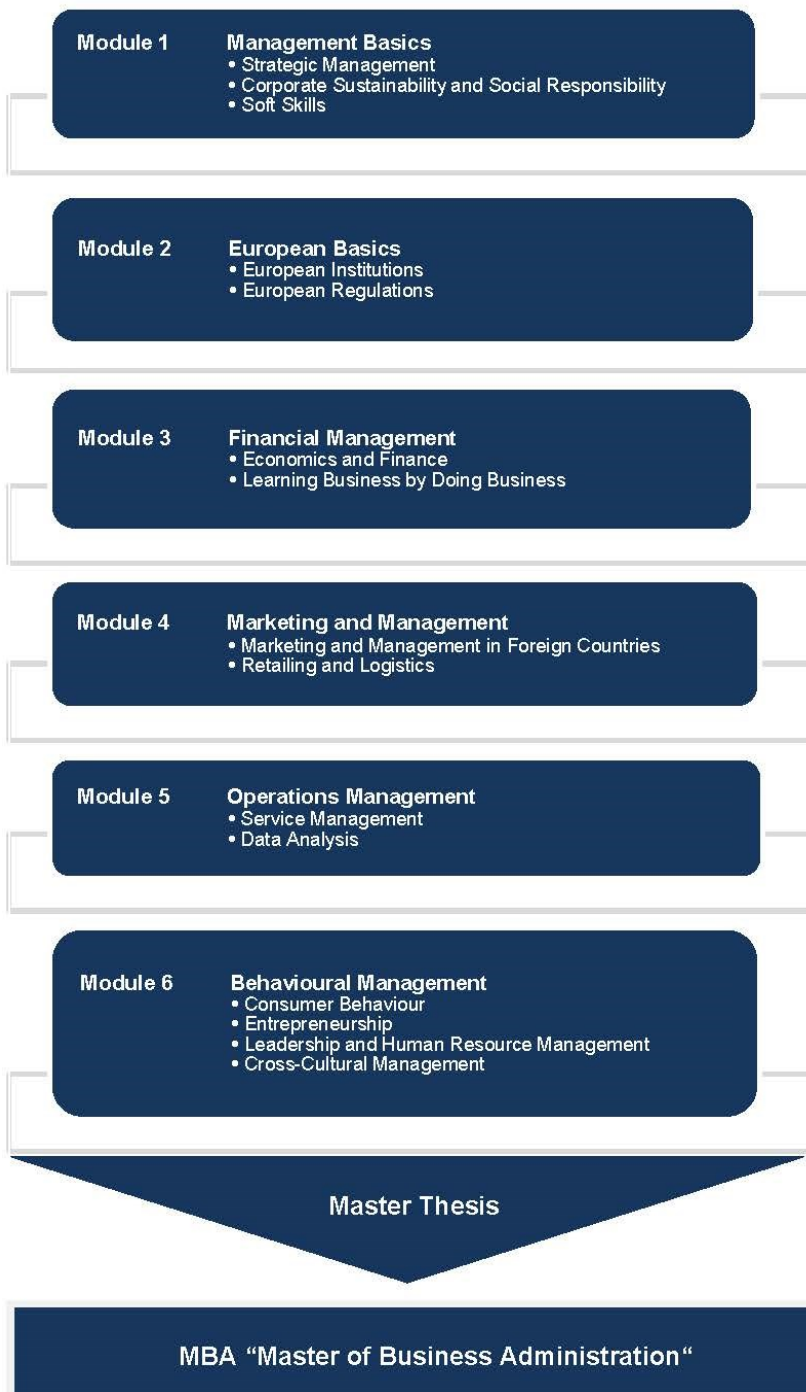 Module 1 Management Basics
• Strategic Management
• Corporate Sustainability and Social Responsibility
• Soft Skills
Module 2 European Basics
• European Institutions
• European Regulations
Module 3 Financial Management
• Economics and Finance
• Learning Business by Doing Business
Module 4 Marketing and Management
• Marketing and Management in Foreign Countries
• Retailing and Logistics
Module 5 Operations Management
• Service Management
• Data Analysis
Module 6 Behavioural Management
• Consumer Behaviour
• Entrepreneurship
• Leadership and Human Resource Management
• Cross-Cultural Management
Master Thesis
MBA “Master of Business Administration“